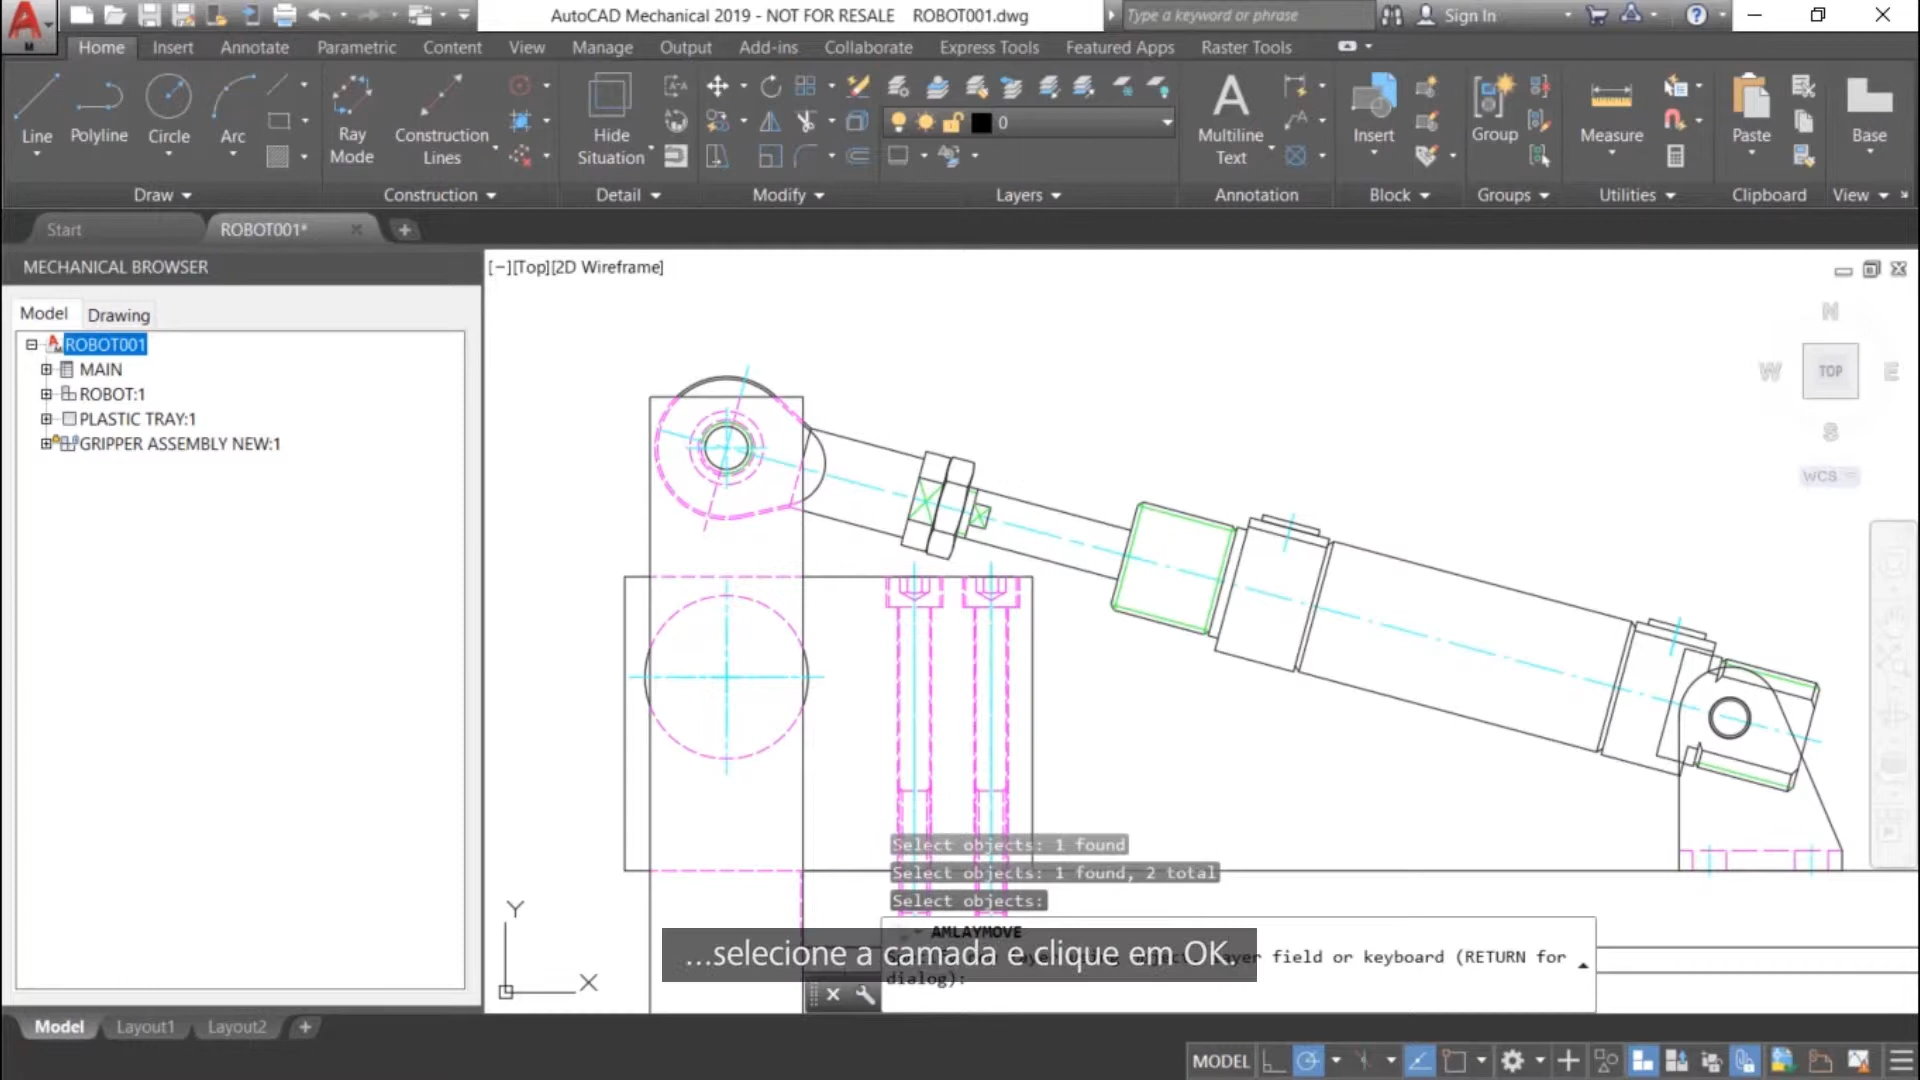 AutoCAD Mechanical 2019 - NOT FOR RESALE ROBOT001.dwg
Type a keyword or phrase
Sign In
Home Insert Annotate Parametric Content View Manage Output Add-ins Collaborate Express Tools Featured Apps Raster Tools
Line
Polyline
Circle
Arc
Ray
Mode
Construction
Lines
Hide
Situation
0
Multiline
Text
Insert
Group
Measure
Paste
Base
Draw Construction Detail Modify Layers Annotation Block Groups Utilities Clipboard View
Start ROBOT001*
MECHANICAL BROWSER
Model Drawing
ROBOT001
MAIN
ROBOT:1
PLASTIC TRAY:1
GRIPPER ASSEMBLY NEW:1
[−][Top][2D Wireframe]
N
W TOP E
S
WCS
Y
X
Select objects: 1 found
Select objects: 1 found, 2 total
Select objects:
AMLAYMOVE
field or keyboard (RETURN for
dialog):
...selecione a camada e clique em OK.
Model Layout1 Layout2
MODEL